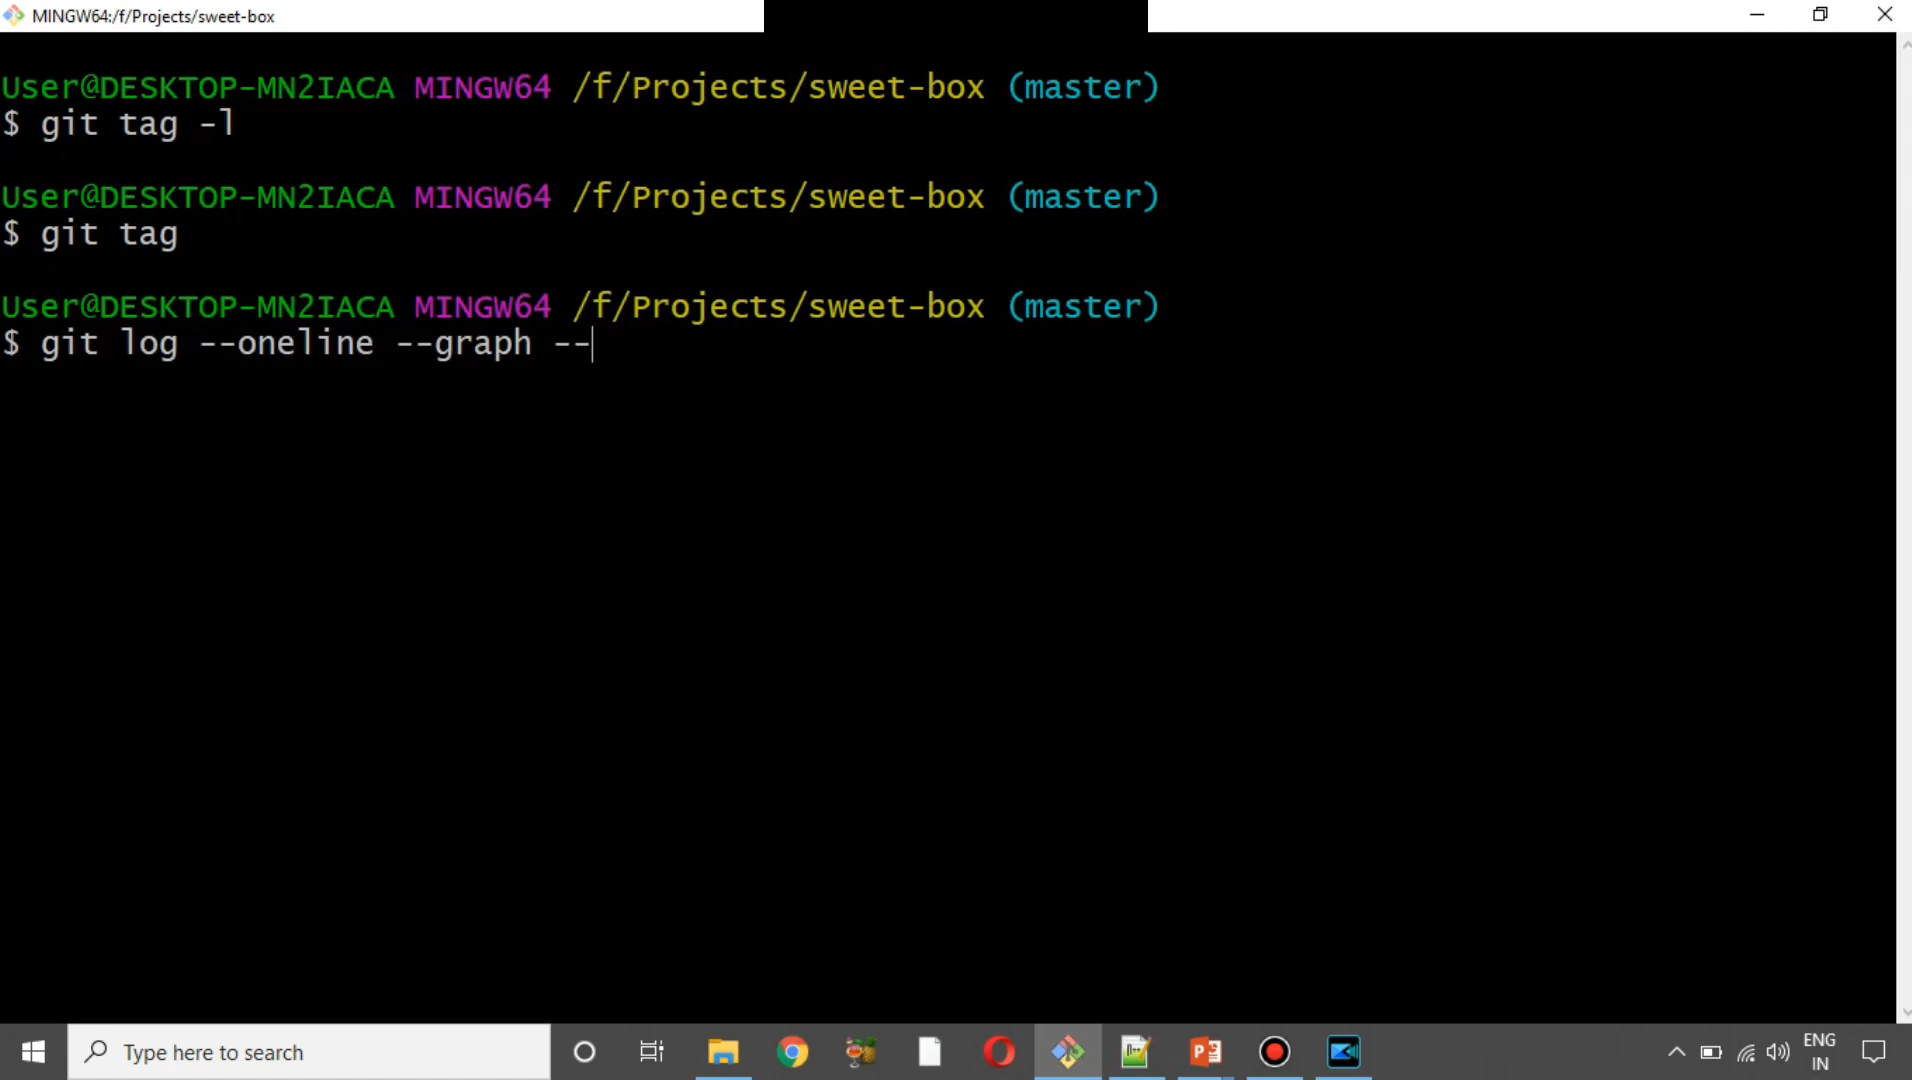 MINGW64:/f/Projects/sweet-box
User@DESKTOP-MN2IACA MINGW64 /f/Projects/sweet-box (master)
$ git tag -l
User@DESKTOP-MN2IACA MINGW64 /f/Projects/sweet-box (master)
$ git tag
User@DESKTOP-MN2IACA MINGW64 /f/Projects/sweet-box (master)
$ git log --oneline --graph --
Type here to search
ENG
IN